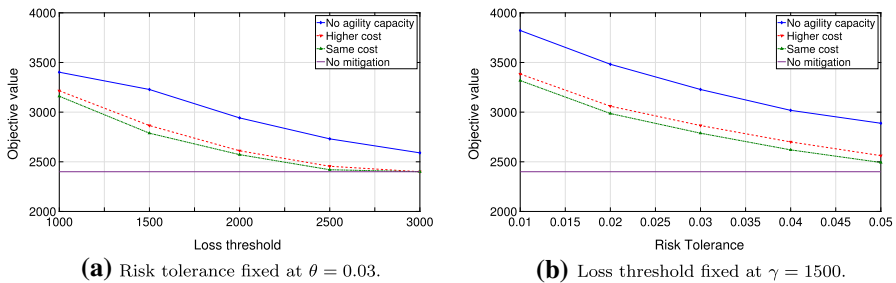 4000
3500
3000
2500
2000
Objective value
1000
1500
2000
2500
3000
Loss threshold
No agility capacity
Higher cost
Same cost
No mitigation
(a) Risk tolerance fixed at θ = 0.03.
4000
3500
3000
2500
2000
Objective value
0.01
0.015
0.02
0.025
0.03
0.035
0.04
0.045
0.05
Risk Tolerance
No agility capacity
Higher cost
Same cost
No mitigation
(b) Loss threshold fixed at γ = 1500.